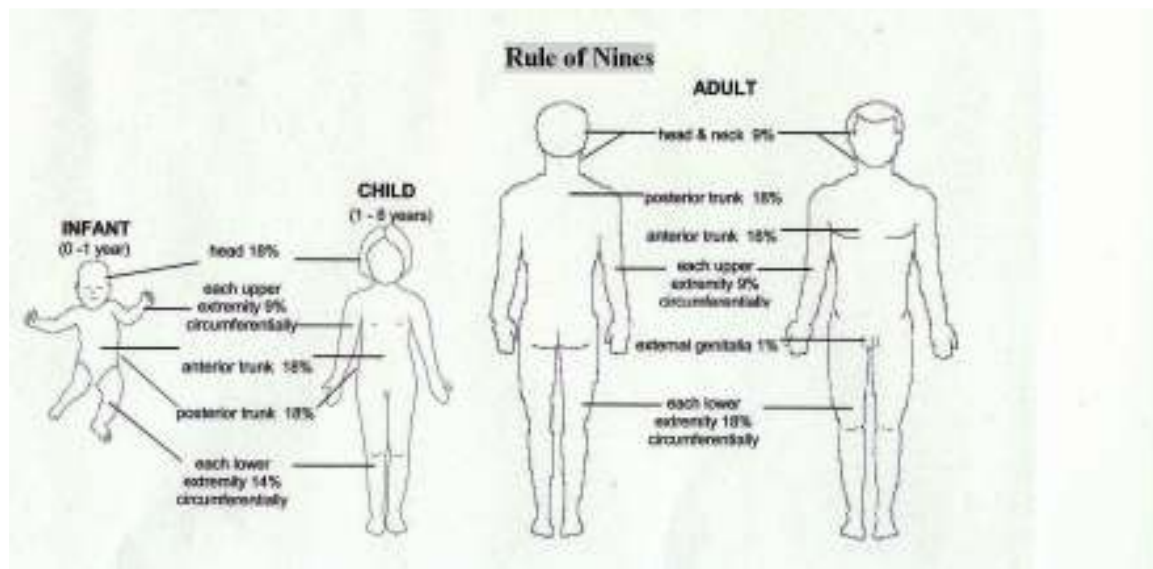 Rule of Nines
INFANT
(0 -1 year)
CHILD
(1 - 8 years)
head 18%
each upper
extremity 9%
circumferentially
anterior trunk 18%
posterior trunk 18%
each lower
extremity 14%
circumferentially
ADULT
head & neck 9%
posterior trunk 18%
anterior trunk 18%
each upper
extremity 9%
circumferentially
external genitalia 1%
each lower
extremity 18%
circumferentially